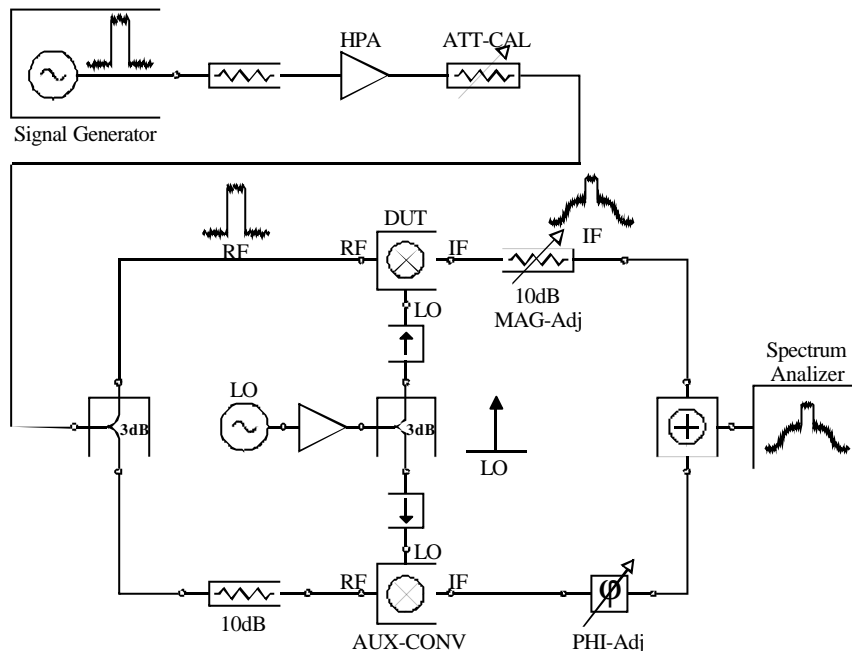 HPA
ATT-CAL
Signal Generator
RF
RF
DUT
IF
IF
10dB
MAG-Adj
LO
LO
3dB
3dB
LO
Spectrum
Analizer
LO
RF
IF
10dB
AUX-CONV
φ
PHI-Adj